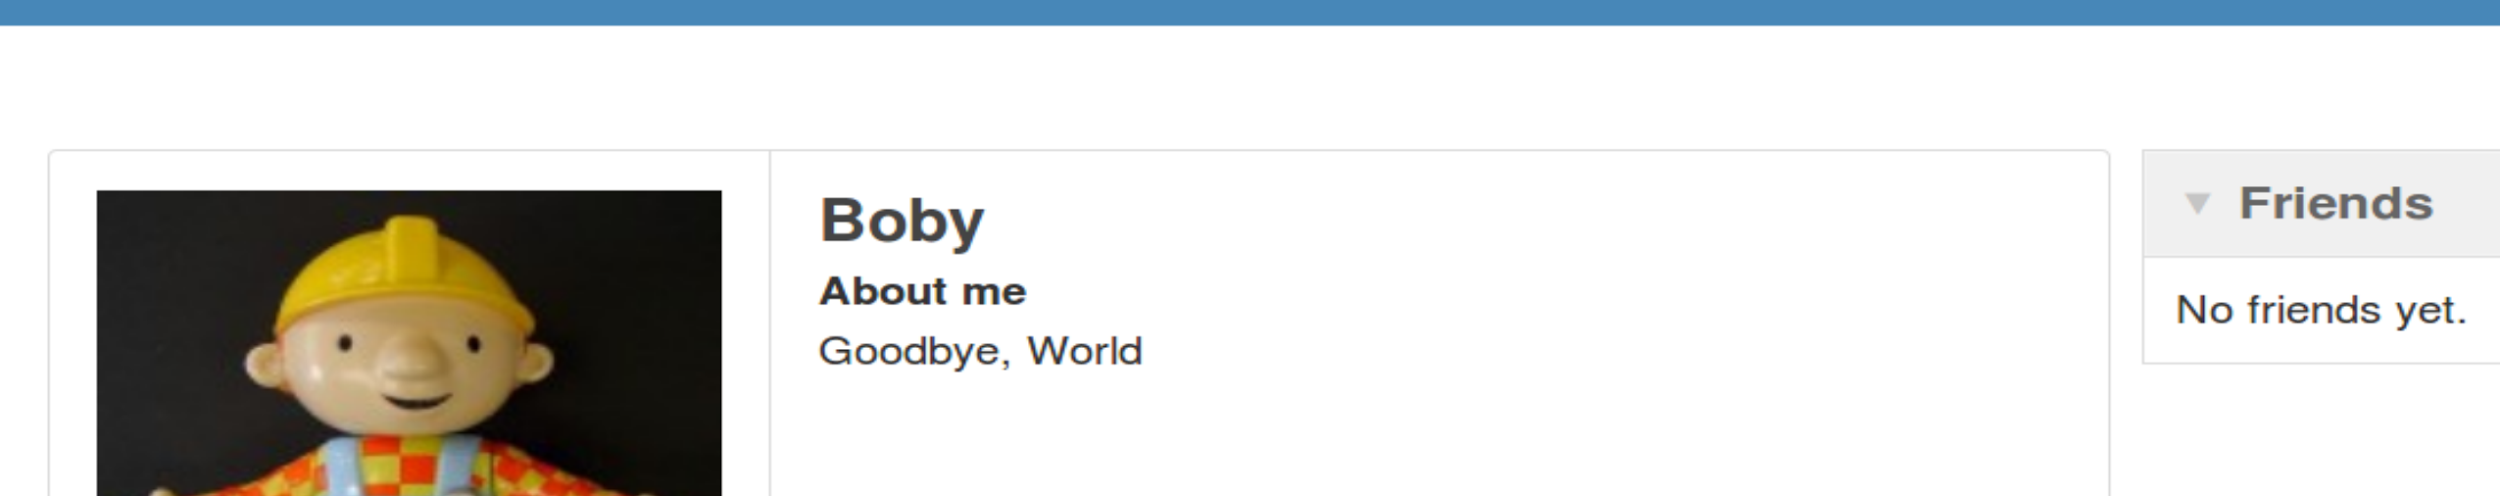 Boby
About me
Goodbye, World
Friends
No friends yet.